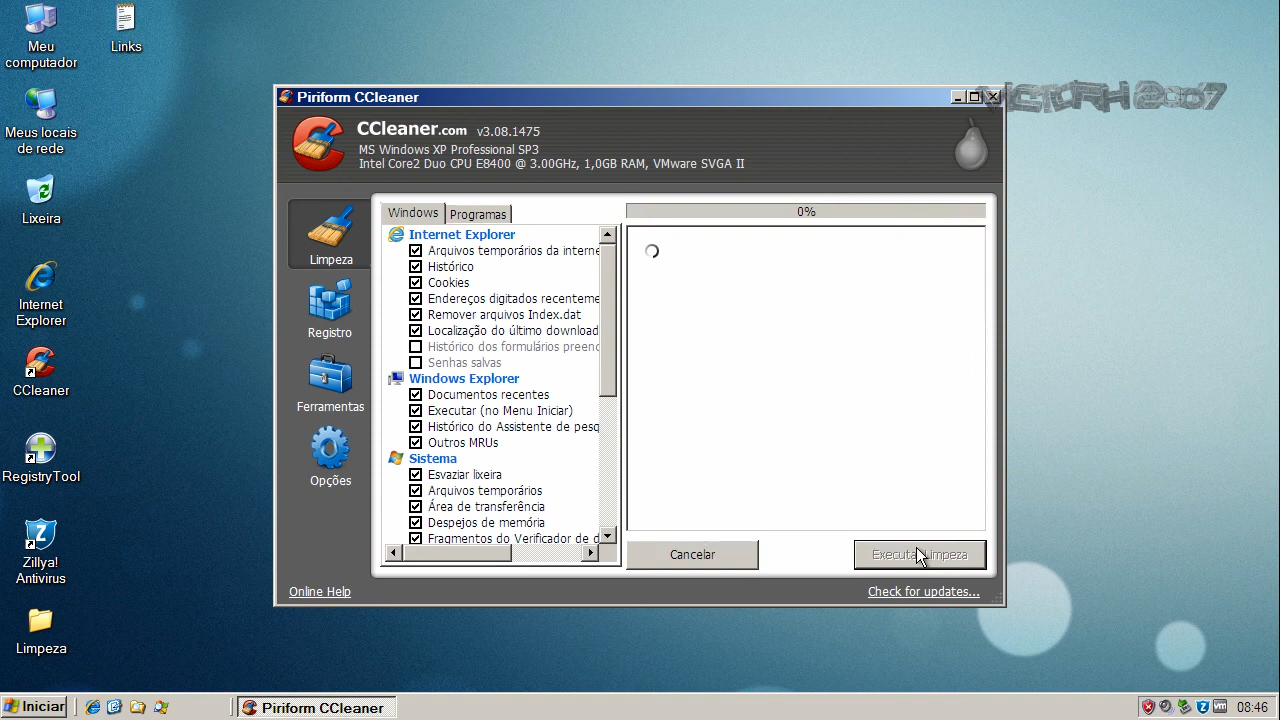 Meu
computador
Links
Meus locais
de rede
Lixeira
Internet
Explorer
CCleaner
RegistryTool
Zillya!
Antivirus
Limpeza
Piriform CCleaner
VICTORH 2007
CCleaner.com v3.08.1475
MS Windows XP Professional SP3
Intel Core2 Duo CPU E8400 @ 3.00GHz, 1,0GB RAM, VMware SVGA II
Limpeza
Registro
Ferramentas
Opções
Windows
Programas
Internet Explorer
Arquivos temporários da interne
Histórico
Cookies
Endereços digitados recenteme
Remover arquivos Index.dat
Localização do último download
Histórico dos formulários preenc
Senhas salvas
Windows Explorer
Documentos recentes
Executar (no Menu Iniciar)
Histórico do Assistente de pesq
Outros MRUs
Sistema
Esvaziar lixeira
Arquivos temporários
Área de transferência
Despejos de memória
Fragmentos do Verificador de d
0%
Cancelar
Executar Limpeza
Online Help
Check for updates...
Iniciar
Piriform CCleaner
08:46